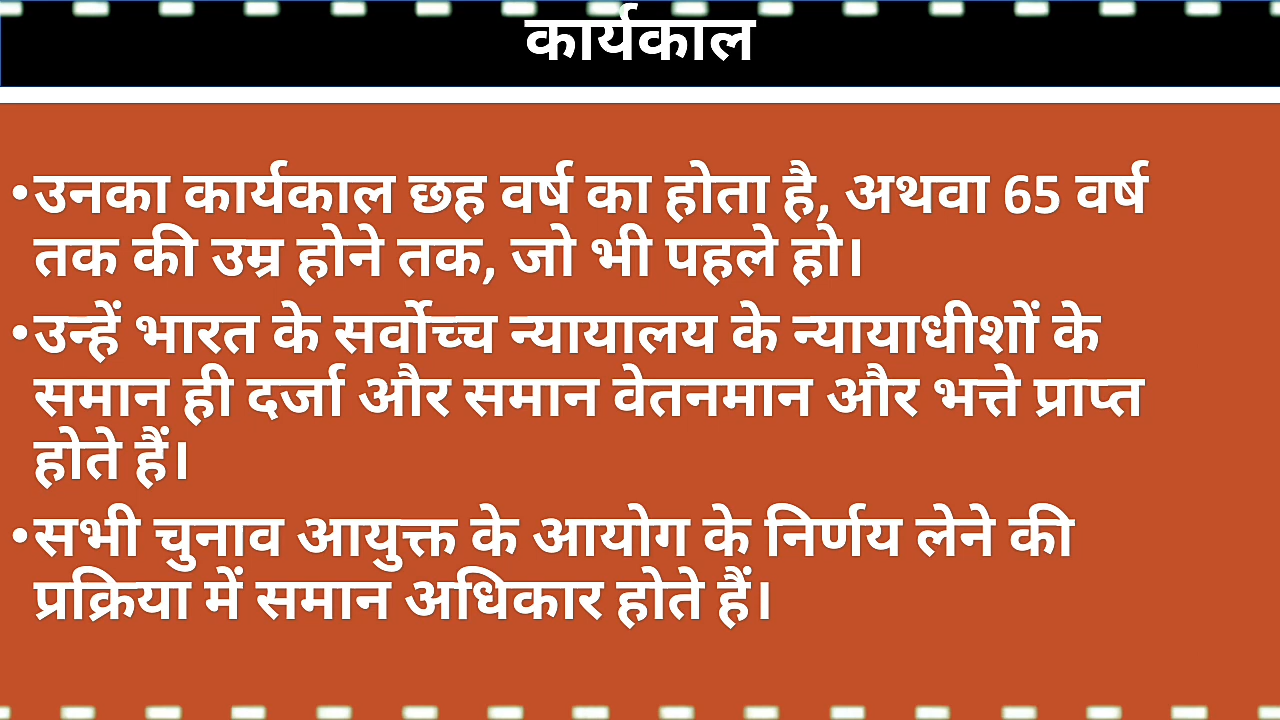 कार्यकाल
•उनका कार्यकाल छह वर्ष का होता है, अथवा 65 वर्ष
तक की उम्र होने तक, जो भी पहले हो।
•उन्हें भारत के सर्वोच्च न्यायालय के न्यायाधीशों के
समान ही दर्जा और समान वेतनमान और भत्ते प्राप्त
होते हैं।
•सभी चुनाव आयुक्त के आयोग के निर्णय लेने की
प्रक्रिया में समान अधिकार होते हैं।